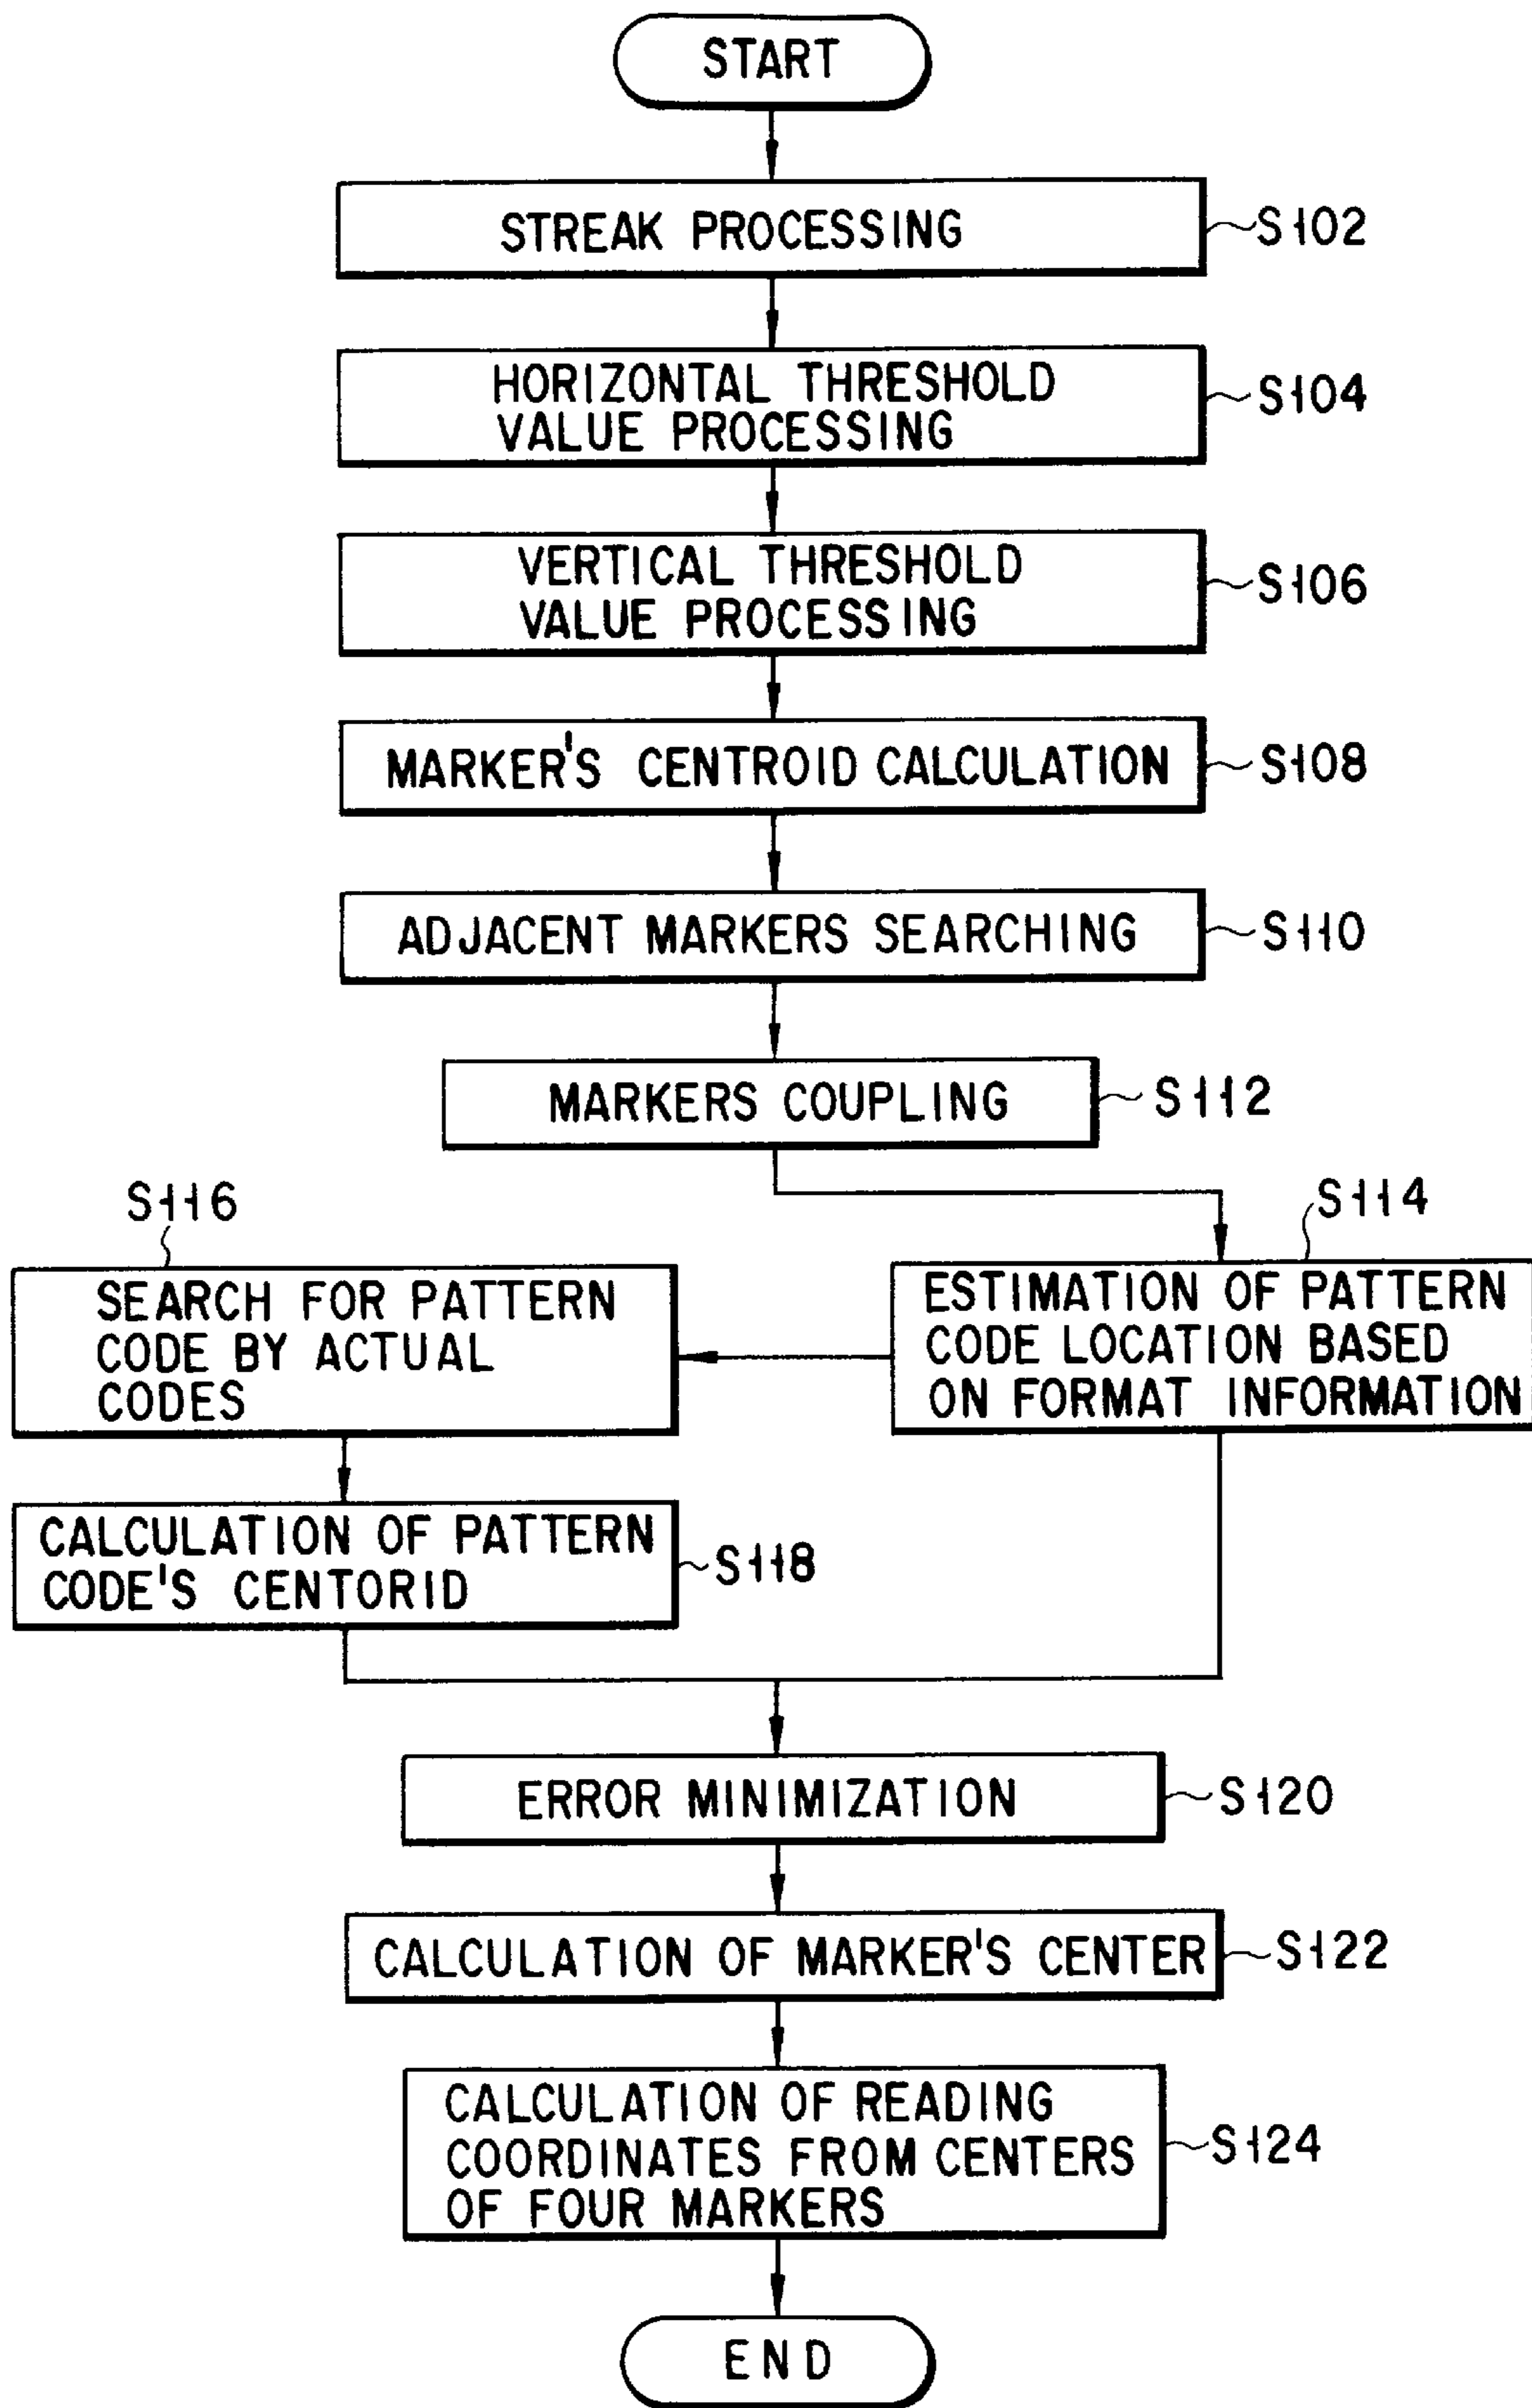 START
STREAK PROCESSING
S102
HORIZONTAL THRESHOLD
VALUE PROCESSING
S104
VERTICAL THRESHOLD
VALUE PROCESSING
S106
MARKER'S CENTROID CALCULATION
S108
ADJACENT MARKERS SEARCHING
S110
MARKERS COUPLING
S112
S116
SEARCH FOR PATTERN
CODE BY ACTUAL
CODES
S114
ESTIMATION OF PATTERN
CODE LOCATION BASED
ON FORMAT INFORMATION
CALCULATION OF PATTERN
CODE'S CENTORID
S118
ERROR MINIMIZATION
S120
CALCULATION OF MARKER'S CENTER
S122
CALCULATION OF READING
COORDINATES FROM CENTERS
OF FOUR MARKERS
S124
END